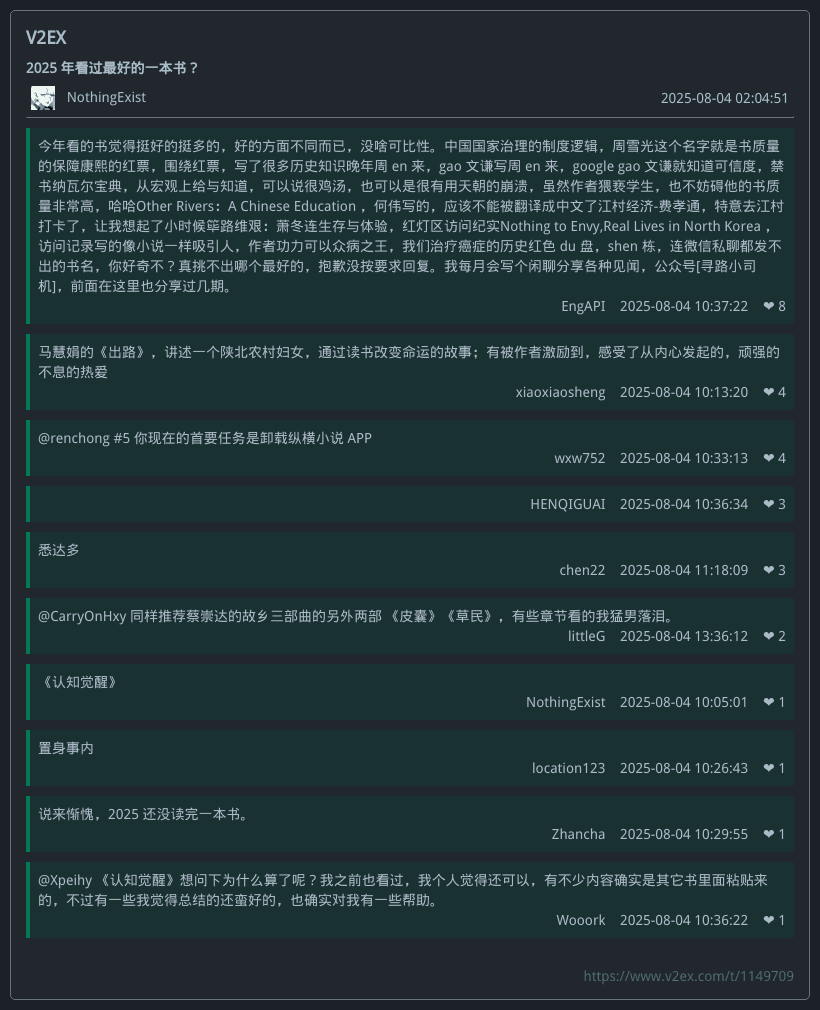 V2EX
2025 年看过最好的一本书？
NothingExist 2025-08-04 02:04:51
今年看的书觉得挺好的挺多的，好的方面不同而已，没啥可比性。中国国家治理的制度逻辑，周雪光这个名字就是书质量
的保障康熙的红票，围绕红票，写了很多历史知识晚年周 en 来，gao 文谦写周 en 来，google gao 文谦就知道可信度，禁
书纳瓦尔宝典，从宏观上给与知道，可以说很鸡汤，也可以是很有用天朝的崩溃，虽然作者猥亵学生，也不妨碍他的书质
量非常高，哈哈Other Rivers：A Chinese Education ，何伟写的，应该不能被翻译成中文了江村经济-费孝通，特意去江村
打卡了，让我想起了小时候筚路维艰：萧冬连生存与体验，红灯区访问纪实Nothing to Envy,Real Lives in North Korea ，
访问记录写的像小说一样吸引人，作者功力可以众病之王，我们治疗癌症的历史红色 du 盘，shen 栋，连微信私聊都发不
出的书名，你好奇不？真挑不出哪个最好的，抱歉没按要求回复。我每月会写个闲聊分享各种见闻，公众号[寻路小司
机]，前面在这里也分享过几期。
EngAPI 2025-08-04 10:37:22 ❤ 8
马慧娟的《出路》，讲述一个陕北农村妇女，通过读书改变命运的故事；有被作者激励到，感受了从内心发起的，顽强的
不息的热爱
xiaoxiaosheng 2025-08-04 10:13:20 ❤ 4
@renchong #5 你现在的首要任务是卸载纵横小说 APP
wxw752 2025-08-04 10:33:13 ❤ 4
HENQIGUAI 2025-08-04 10:36:34 ❤ 3
悉达多
chen22 2025-08-04 11:18:09 ❤ 3
@CarryOnHxy 同样推荐蔡崇达的故乡三部曲的另外两部 《皮囊》《草民》，有些章节看的我猛男落泪。
littleG 2025-08-04 13:36:12 ❤ 2
《认知觉醒》
NothingExist 2025-08-04 10:05:01 ❤ 1
置身事内
location123 2025-08-04 10:26:43 ❤ 1
说来惭愧，2025 还没读完一本书。
Zhancha 2025-08-04 10:29:55 ❤ 1
@Xpeihy 《认知觉醒》想问下为什么算了呢？我之前也看过，我个人觉得还可以，有不少内容确实是其它书里面粘贴来
的，不过有一些我觉得总结的还蛮好的，也确实对我有一些帮助。
Wooork 2025-08-04 10:36:22 ❤ 1
https://www.v2ex.com/t/1149709